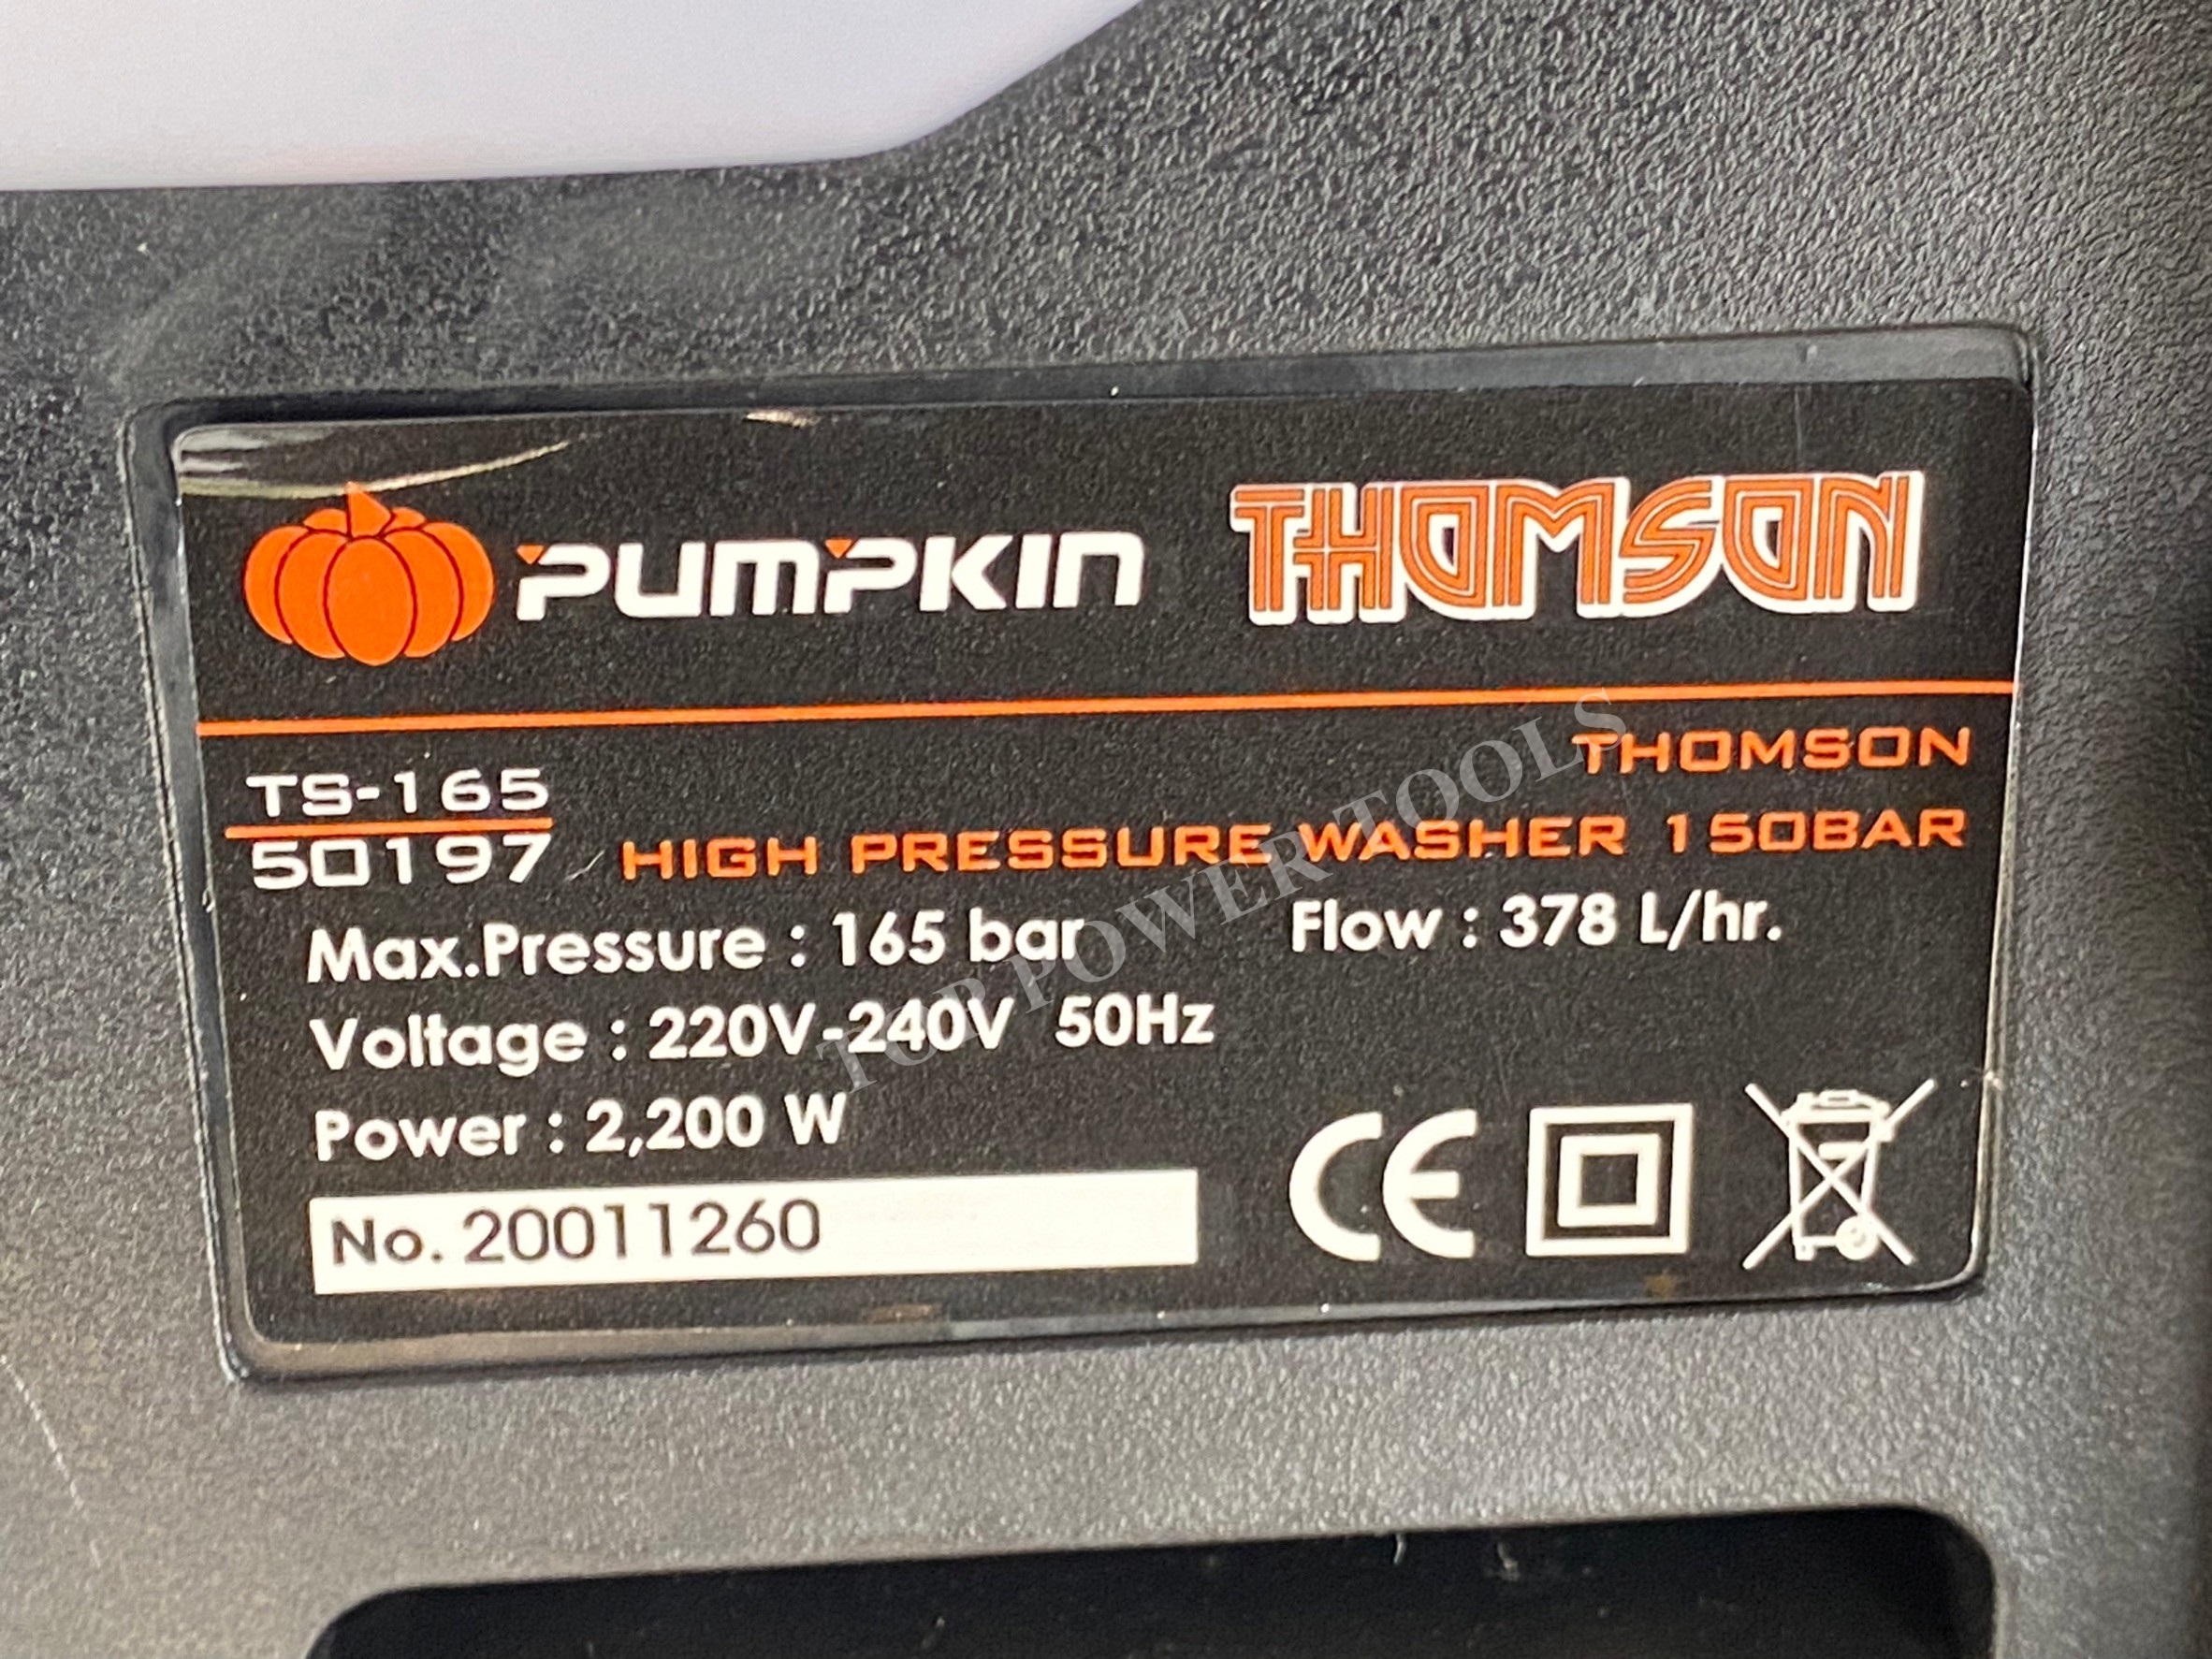 PUMPKIN THOMSON
THOMSON
TS-165
50197
HIGH PRESSURE WASHER 150BAR
Max.Pressure : 165 bar Flow : 378 L/hr.
Voltage : 220V-240V 50Hz
Power : 2,200 W
No. 20011260
CE
TOP POWER TOOLS